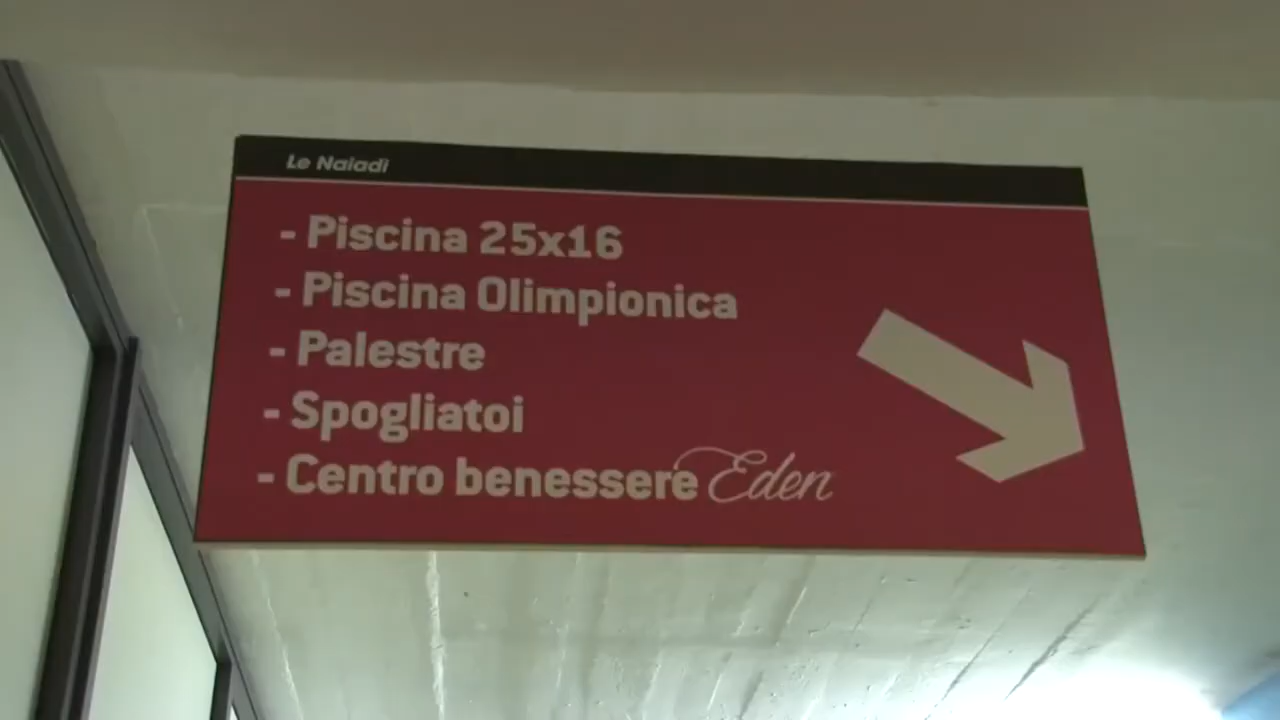 Le Naiadi
- Piscina 25x16
- Piscina Olimpionica
- Palestre
- Spogliatoi
- Centro benessere Eden